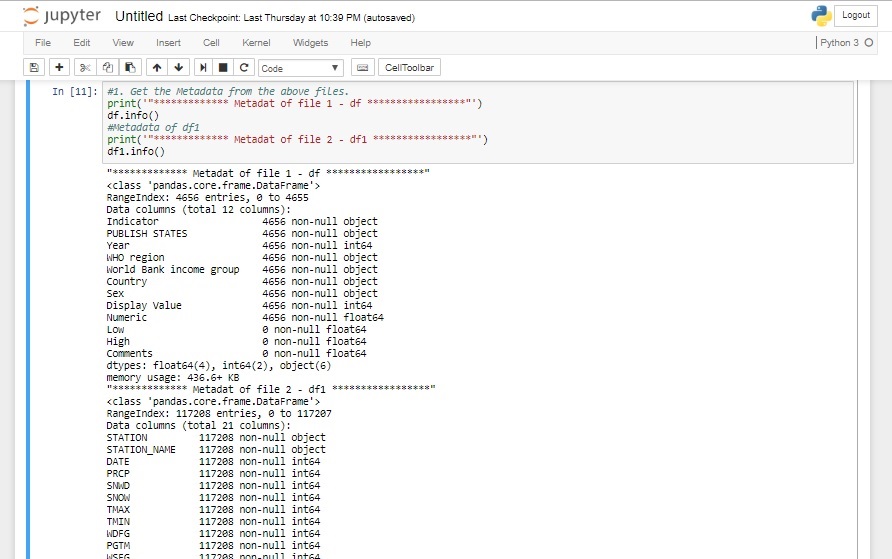 jupyter Untitled Last Checkpoint: Last Thursday at 10:39 PM (autosaved) Logout
File Edit View Insert Cell Kernel Widgets Help Python 3
Code CellToolbar
In [11]: #1. Get the Metadata from the above files.
print('"************* Metadat of file 1 - df *****************"')
df.info()
#Metadata of df1
print('"************* Metadat of file 2 - df1 *****************"')
df1.info()
"************* Metadat of file 1 - df *****************"
<class 'pandas.core.frame.DataFrame'>
RangeIndex: 4656 entries, 0 to 4655
Data columns (total 12 columns):
Indicator 4656 non-null object
PUBLISH STATES 4656 non-null object
Year 4656 non-null int64
WHO region 4656 non-null object
World Bank income group 4656 non-null object
Country 4656 non-null object
Sex 4656 non-null object
Display Value 4656 non-null int64
Numeric 4656 non-null float64
Low 0 non-null float64
High 0 non-null float64
Comments 0 non-null float64
dtypes: float64(4), int64(2), object(6)
memory usage: 436.6+ KB
"************* Metadat of file 2 - df1 *****************"
<class 'pandas.core.frame.DataFrame'>
RangeIndex: 117208 entries, 0 to 117207
Data columns (total 21 columns):
STATION 117208 non-null object
STATION_NAME 117208 non-null object
DATE 117208 non-null int64
PRCP 117208 non-null int64
SNWD 117208 non-null int64
SNOW 117208 non-null int64
TMAX 117208 non-null int64
TMIN 117208 non-null int64
WDFG 117208 non-null int64
PGTM 117208 non-null int64
WSFG 117208 non-null int64